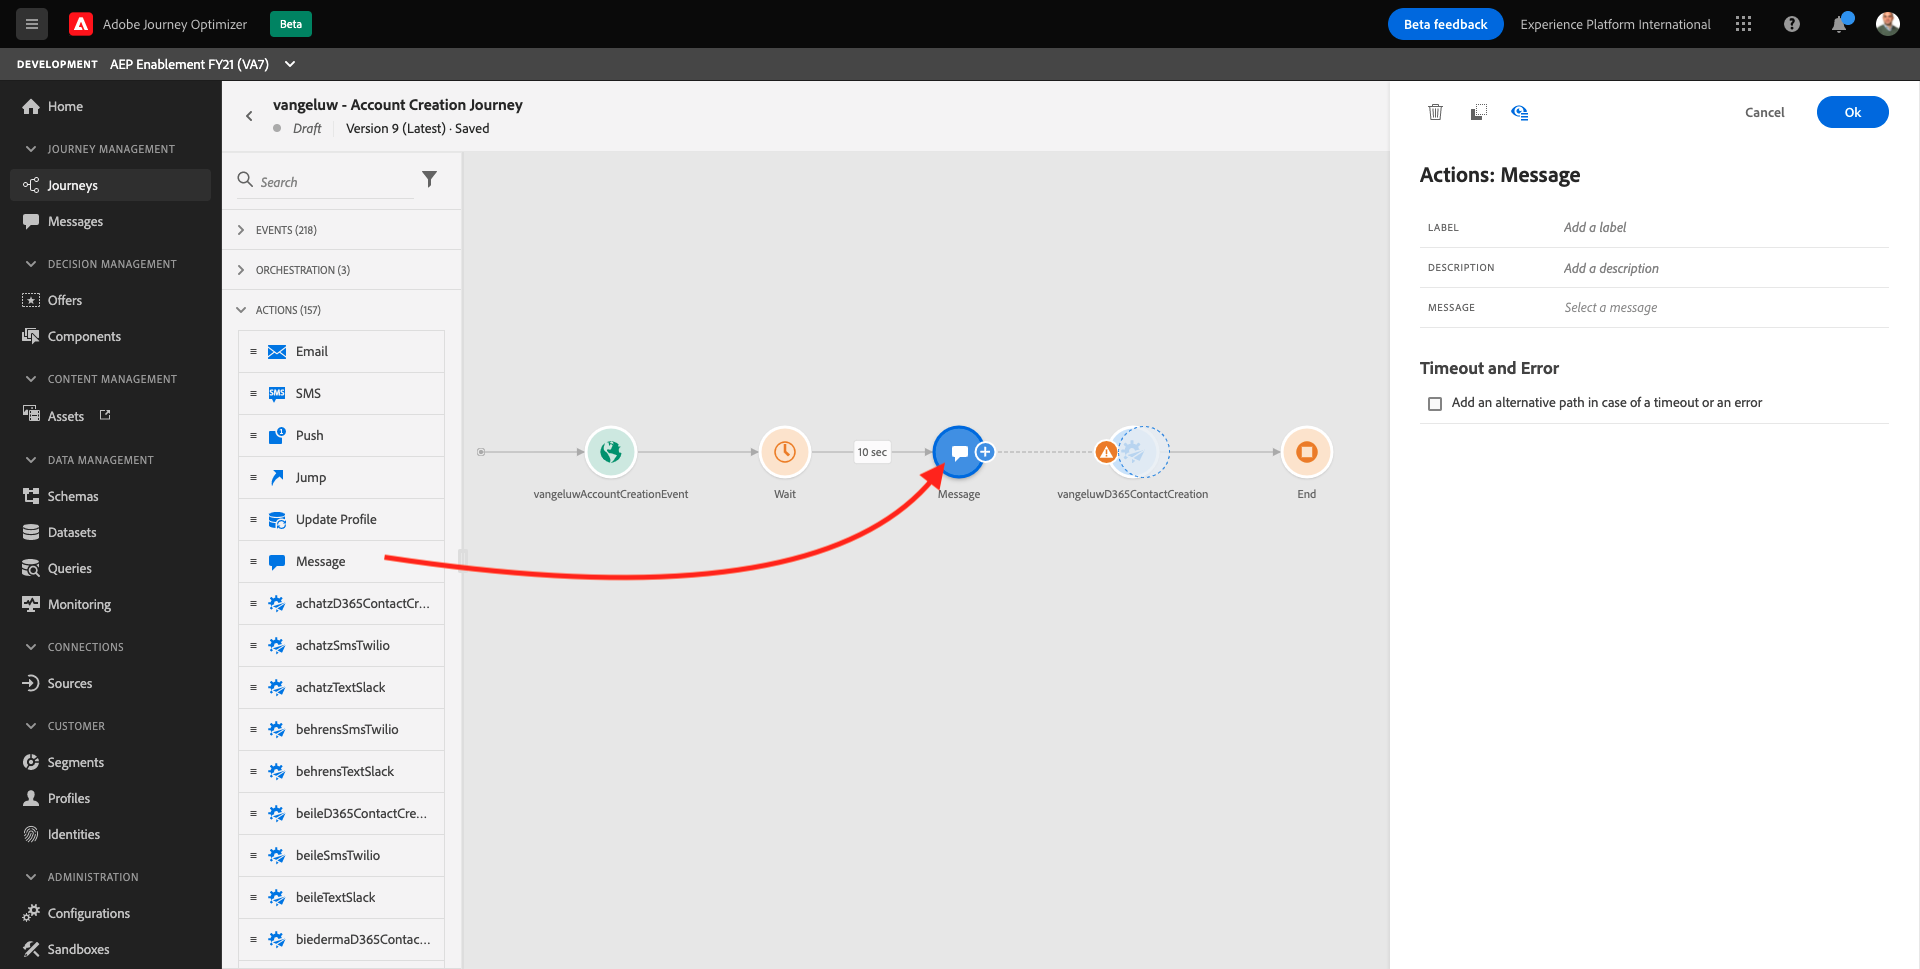 Adobe Journey Optimizer
Beta
Beta feedback
Experience Platform International
DEVELOPMENT
AEP Enablement FY21 (VA7)
Home
JOURNEY MANAGEMENT
Journeys
Messages
DECISION MANAGEMENT
Offers
Components
CONTENT MANAGEMENT
Assets
DATA MANAGEMENT
Schemas
Datasets
Queries
Monitoring
CONNECTIONS
Sources
CUSTOMER
Segments
Profiles
Identities
ADMINISTRATION
Configurations
Sandboxes
vangeluw - Account Creation Journey
Draft
Version 9 (Latest) · Saved
Search
EVENTS (218)
ORCHESTRATION (3)
ACTIONS (157)
Email
SMS
SMS
Push
Jump
Update Profile
Message
achatzD365ContactCr...
achatzSmsTwilio
achatzTextSlack
behrensSmsTwilio
behrensTextSlack
beileD365ContactCre...
beileSmsTwilio
beileTextSlack
biedermaD365Contac...
vangeluwAccountCreationEvent
Wait
10 sec
Message
vangeluwD365ContactCreation
End
Cancel
Ok
Actions: Message
LABEL
Add a label
DESCRIPTION
Add a description
MESSAGE
Select a message
Timeout and Error
Add an alternative path in case of a timeout or an error